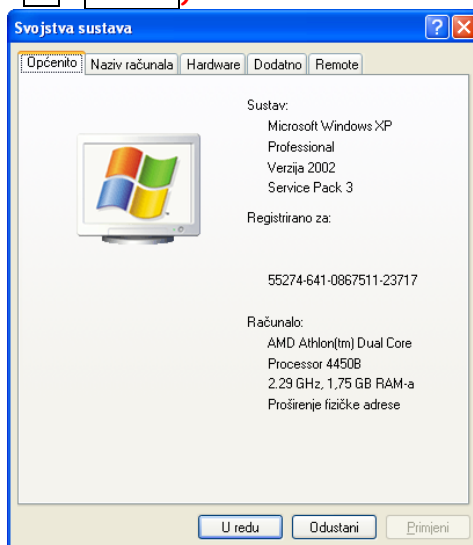 Svojstva sustava
Općenito Naziv računala Hardware Dodatno Remote
Sustav:
Microsoft Windows XP
Professional
Verzija 2002
Service Pack 3
Registrirano za:
55274-641-0867511-23717
Računalo:
AMD Athlon(tm) Dual Core
Processor 4450B
2.29 GHz, 1,75 GB RAM-a
Proširenje fizičke adrese
U redu Odustani Primjeni